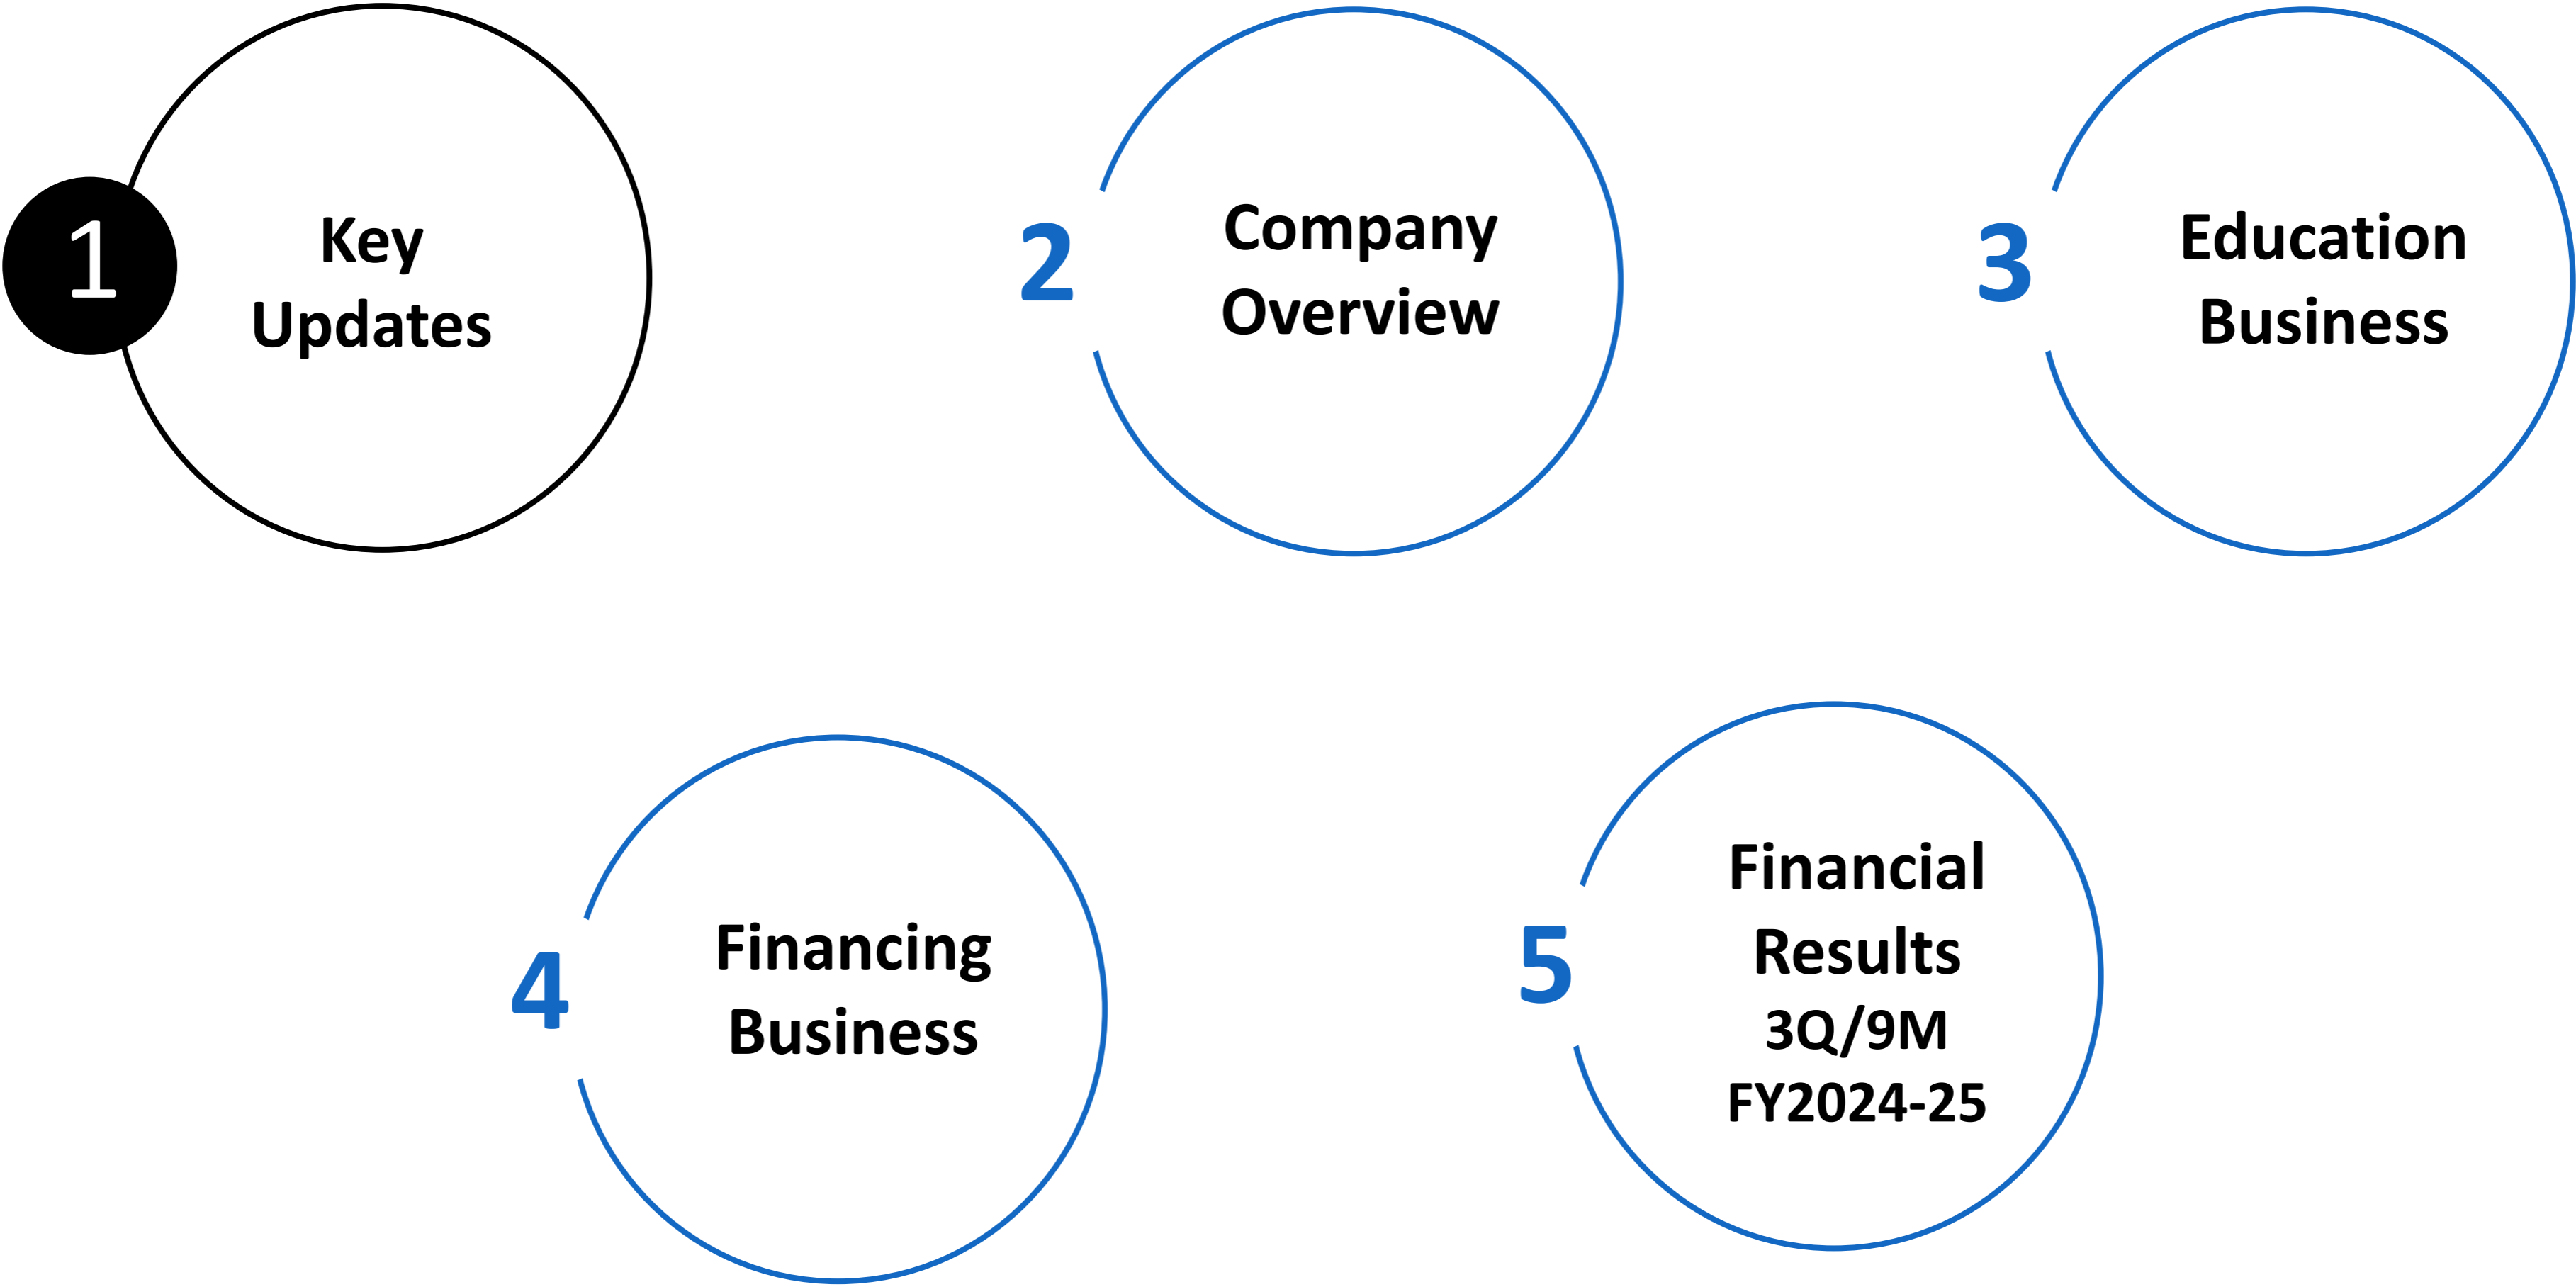 1
Key
Updates
2
Company
Overview
3
Education
Business
4
Financing
Business
5
Financial
Results
3Q/9M
FY2024-25